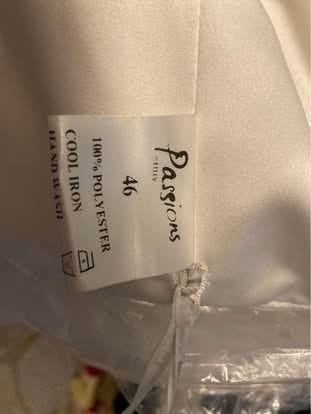 Passions
46
100% POLYESTER
COOL IRON
HAND WASH